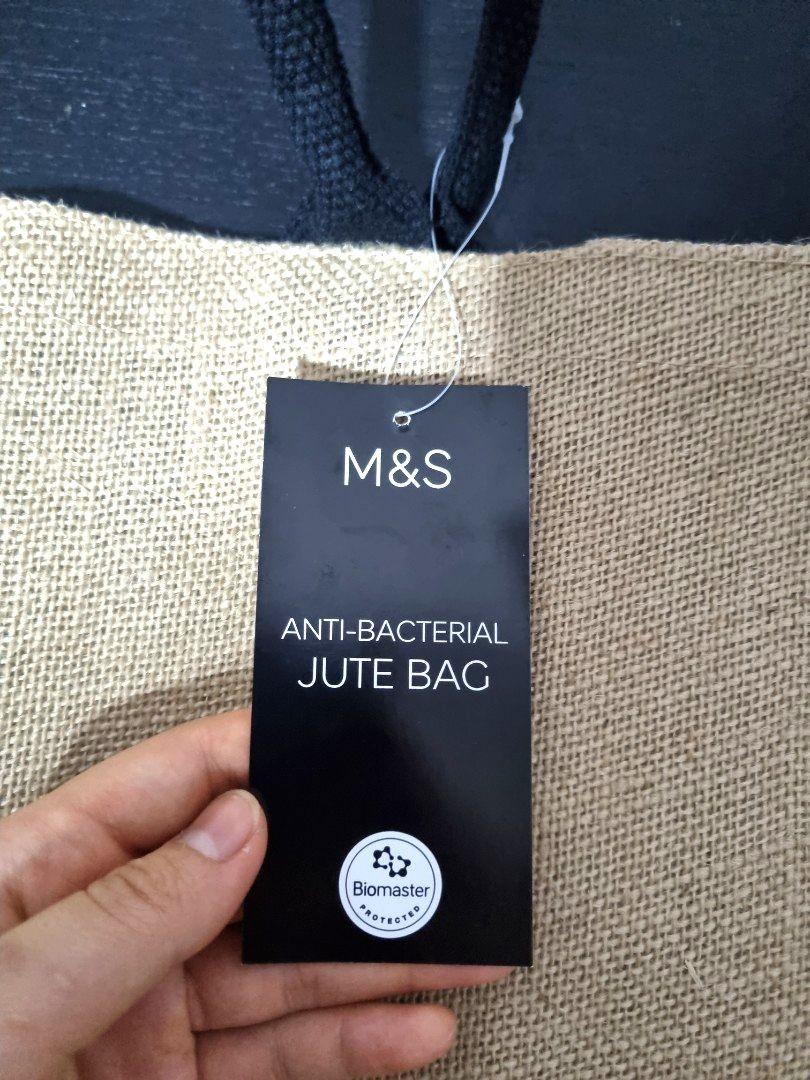 M&S
ANTI-BACTERIAL
JUTE BAG
Biomaster
PROTECTED